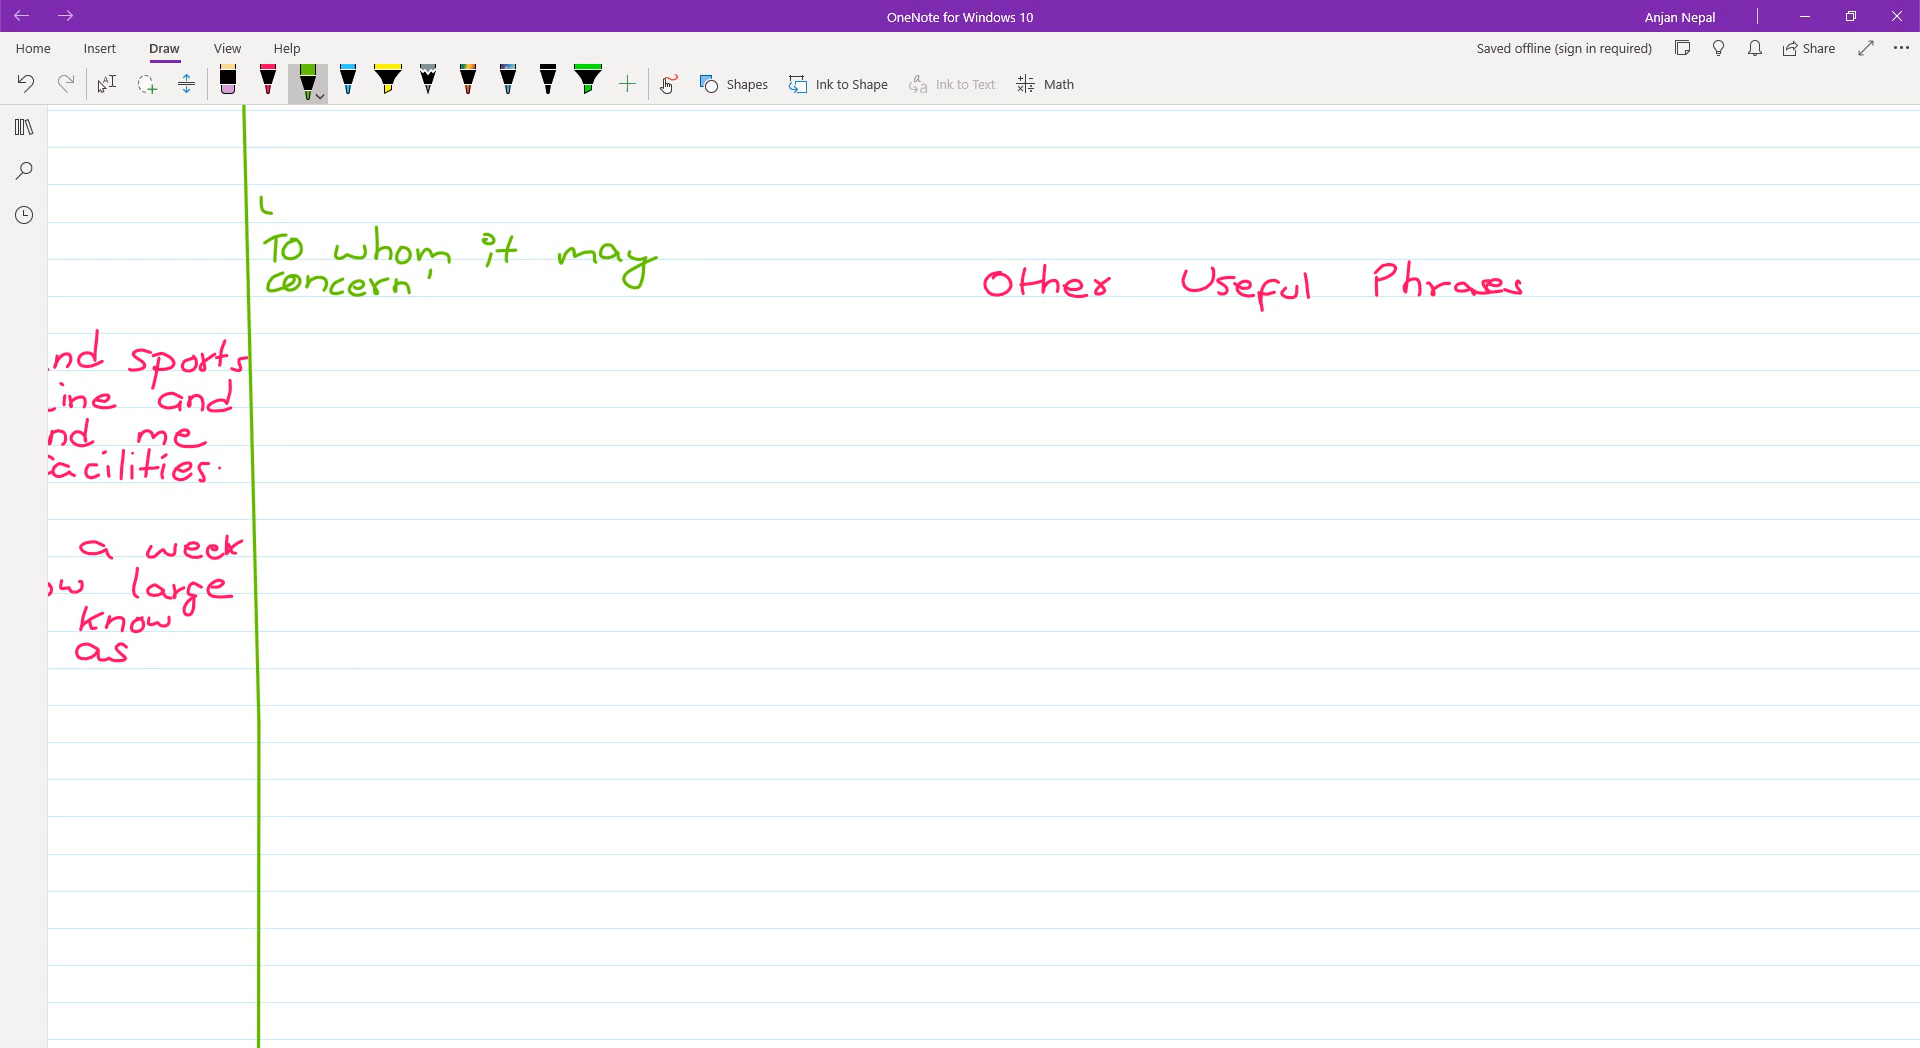 OneNote for Windows 10
Anjan Nepal
Home Insert Draw View Help
Saved offline (sign in required)
Share
Shapes
Ink to Shape
Ink to Text
Math
To whom it may
concern'
Other Useful Phrases
nd sports
ine and
nd me
facilities.
a week
ow large
know
as